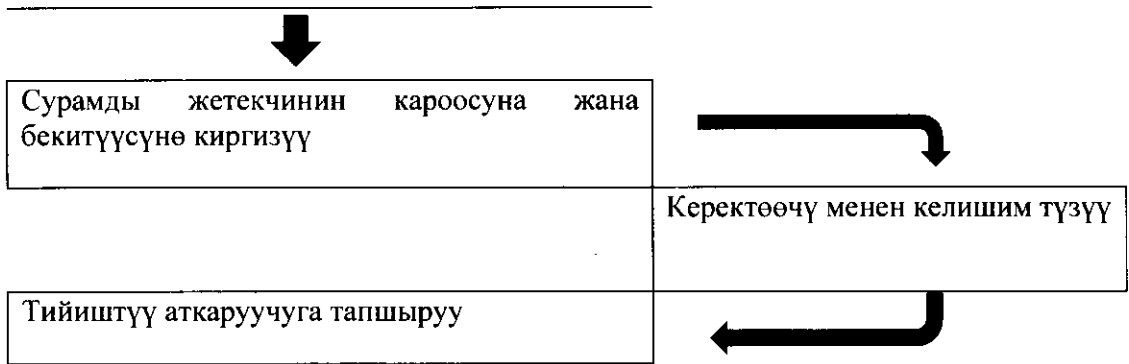 Сурамды жетекчинин кароосуна жана
бекитүүсүнө киргизүү
Керектөөчү менен келишим түзүү
Тийиштүү аткаруучуга тапшыруу